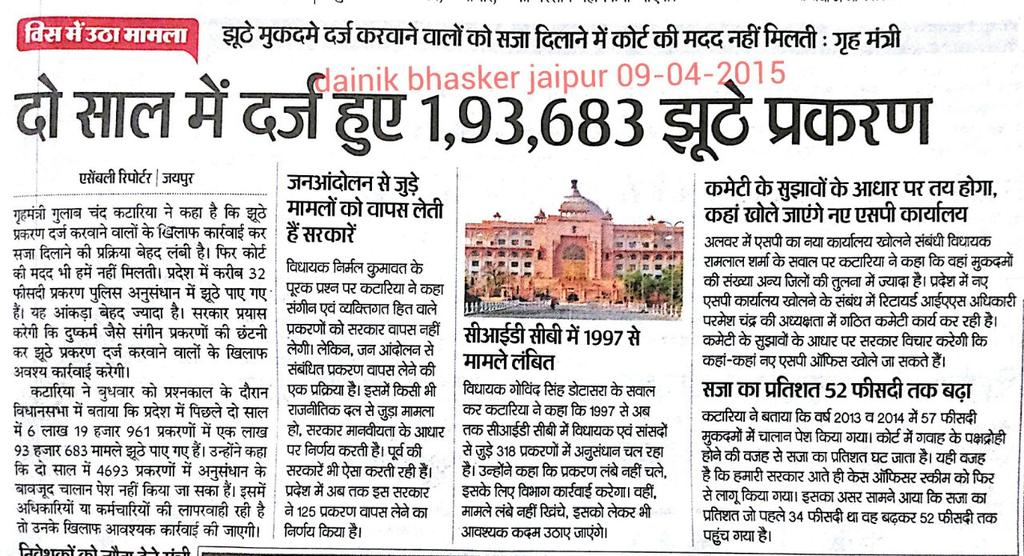 विस में उठा मामला
झूठे मुकदमे दर्ज करवाने वालों को सजा दिलाने में कोर्ट की मदद नहीं मिलती : गृह मंत्री
dainik bhasker jaipur 09-04-2015
दो साल में दर्ज हुए 1,93,683 झूठे प्रकरण
एसेंबली रिपोर्टर | जयपुर
गृहमंत्री गुलाब चंद कटारिया ने कहा है कि झूठे
प्रकरण दर्ज करवाने वालों के खिलाफ कार्रवाई कर
सजा दिलाने की प्रक्रिया बेहद लंबी है। फिर कोर्ट
की मदद भी हमें नहीं मिलती। प्रदेश में करीब 32
फीसदी प्रकरण पुलिस अनुसंधान में झूठे पाए गए
हैं। यह आंकड़ा बेहद ज्यादा है। सरकार प्रयास
करेगी कि दुष्कर्म जैसे संगीन प्रकरणों की छंटनी
कर झूठे प्रकरण दर्ज करवाने वालों के खिलाफ
अवश्य कार्रवाई करेगी।
कटारिया ने बुधवार को प्रश्नकाल के दौरान
विधानसभा में बताया कि प्रदेश में पिछले दो साल
में 6 लाख 19 हजार 961 प्रकरणों में एक लाख
93 हजार 683 मामले झूठे पाए गए हैं। उन्होंने कहा
कि दो साल में 4693 प्रकरणों में अनुसंधान के
बावजूद चालान पेश नहीं किया जा सका है। इसमें
अधिकारियों या कर्मचारियों की लापरवाही रही है
तो उनके खिलाफ आवश्यक कार्रवाई की जाएगी।
जनआंदोलन से जुड़े
मामलों को वापस लेती
हैं सरकारें
विधायक निर्मल कुमावत के
पूरक प्रश्न पर कटारिया ने कहा
संगीन एवं व्यक्तिगत हित वाले
प्रकरणों को सरकार वापस नहीं
लेगी। लेकिन, जन आंदोलन से
संबंधित प्रकरण वापस लेने की
एक प्रक्रिया है। इसमें किसी भी
राजनीतिक दल से जुड़ा मामला
हो, सरकार मानवीयता के आधार
पर निर्णय करती है। पूर्व की
सरकारें भी ऐसा करती रही हैं।
प्रदेश में अब तक इस सरकार
ने 125 प्रकरण वापस लेने का
निर्णय किया है।
सीआईडी सीबी में 1997 से
मामले लंबित
विधायक गोविंद सिंह डोटासरा के सवाल
कर कटारिया ने कहा कि 1997 से अब
तक सीआईडी सीबी में विधायक एवं सांसदों
से जुड़े 318 प्रकरणों में अनुसंधान चल रहा
है। उन्होंने कहा कि प्रकरण लंबे नहीं चले,
इसके लिए विभाग कार्रवाई करेगा। वहीं,
मामले लंबे नहीं खिंचे, इसको लेकर भी
आवश्यक कदम उठाए जाएंगे।
कमेटी के सुझावों के आधार पर तय होगा,
कहां खोले जाएंगे नए एसपी कार्यालय
अलवर में एसपी का नया कार्यालय खोलने संबंधी विधायक
रामलाल शर्मा के सवाल पर कटारिया ने कहा कि वहां मुकदमों
की संख्या अन्य जिलों की तुलना में ज्यादा है। प्रदेश में नए
एसपी कार्यालय खोलने के संबंध में रिटायर्ड आईएएस अधिकारी
परमेश चंद्र की अध्यक्षता में गठित कमेटी कार्य कर रही है।
कमेटी के सुझावों के आधार पर सरकार विचार करेगी कि
कहां-कहां नए एसपी ऑफिस खोले जा सकते हैं।
सजा का प्रतिशत 52 फीसदी तक बढ़ा
कटारिया ने बताया कि वर्ष 2013 व 2014 में 57 फीसदी
मुकदमों में चालान पेश किया गया। कोर्ट में गवाह के पक्षद्रोही
होने की वजह से सजा का प्रतिशत घट जाता है। यही वजह
है कि हमारी सरकार आते ही केस ऑफिसर स्कीम को फिर
से लागू किया गया। इसका असर सामने आया कि सजा का
प्रतिशत जो पहले 34 फीसदी था वह बढ़कर 52 फीसदी तक
पहुंच गया है।